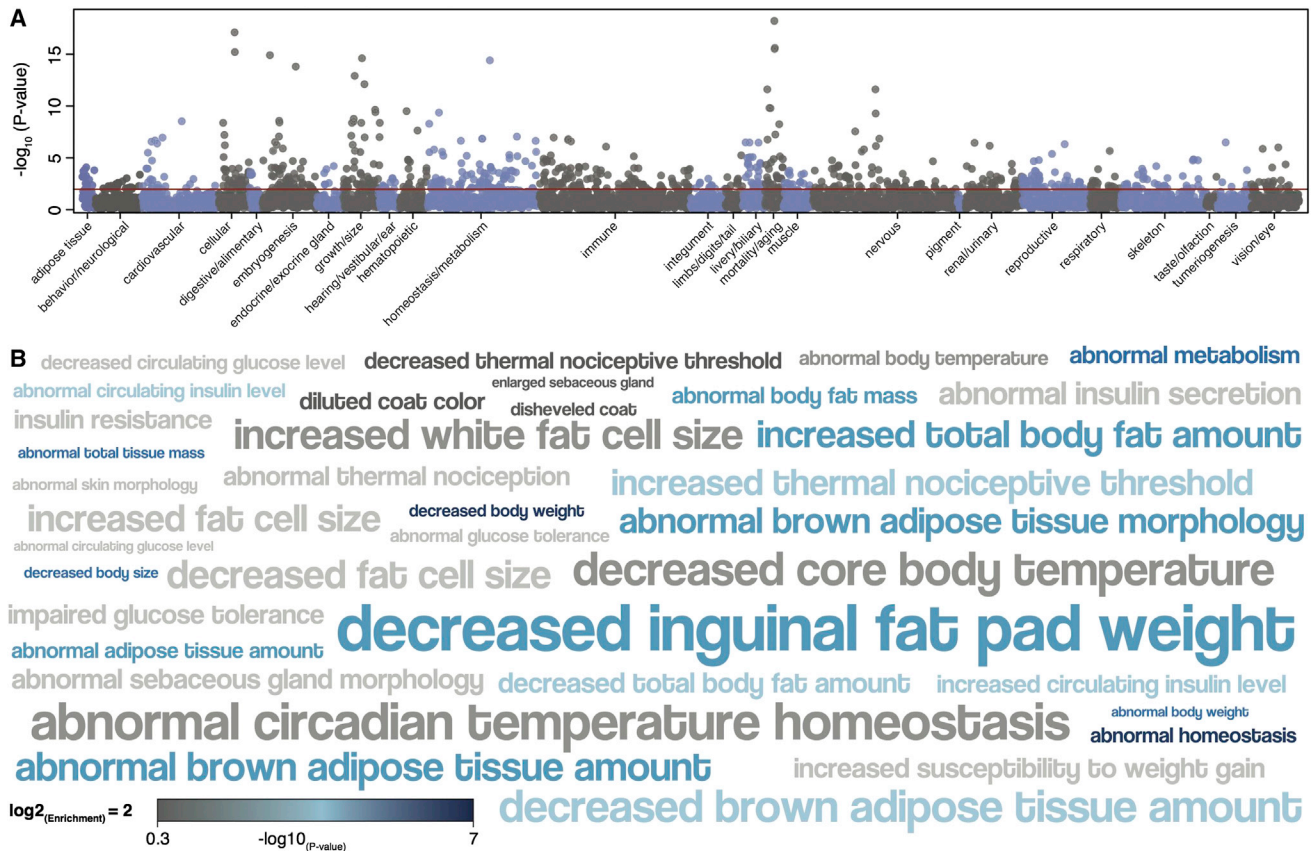 A
-log10 (P-value)
15
10
5
0
adipose tissue
behavior/neurological
cardiovascular
cellular
digestive/alimentary
embryogenesis
endocrine/exocrine gland
growth/size
hearing/vestibular/ear
hematopoietic
homeostasis/metabolism
immune
integument
limbs/digits/tail
livery/biliary
mortality/aging
muscle
nervous
pigment
renal/urinary
reproductive
respiratory
skeleton
taste/olfaction
tumeriogenesis
vision/eye
B
decreased circulating glucose level
decreased thermal nociceptive threshold
abnormal body temperature
abnormal metabolism
abnormal circulating insulin level
enlarged sebaceous gland
diluted coat color
disheveled coat
abnormal body fat mass
abnormal insulin secretion
insulin resistance
increased white fat cell size
increased total body fat amount
abnormal total tissue mass
abnormal skin morphology
abnormal thermal nociception
increased thermal nociceptive threshold
increased fat cell size
decreased body weight
abnormal brown adipose tissue morphology
abnormal circulating glucose level
abnormal glucose tolerance
decreased body size
decreased fat cell size
decreased core body temperature
impaired glucose tolerance
decreased inguinal fat pad weight
abnormal adipose tissue amount
abnormal sebaceous gland morphology
decreased total body fat amount
increased circulating insulin level
abnormal circadian temperature homeostasis
abnormal body weight
abnormal homeostasis
abnormal brown adipose tissue amount
increased susceptibility to weight gain
decreased brown adipose tissue amount
log2(Enrichment) = 2
0.3
-log10(P-value)
7